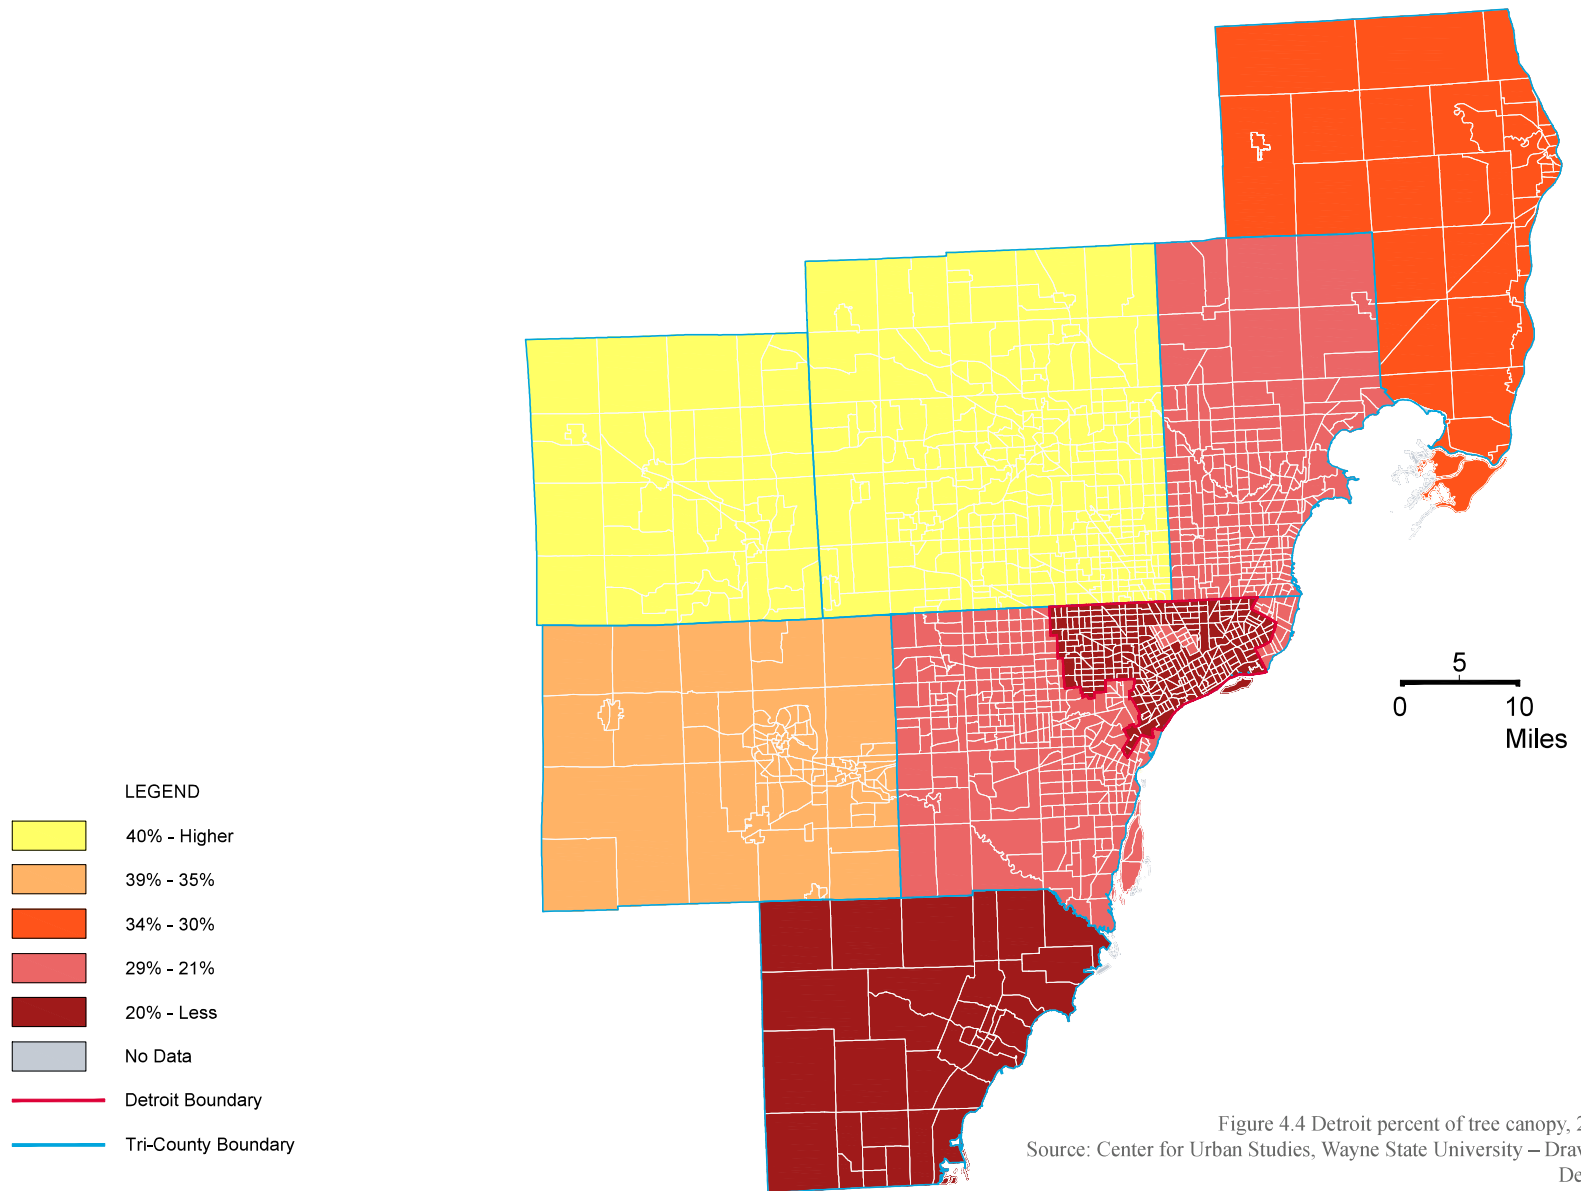 5
0 10
Miles
LEGEND
40% - Higher
39% - 35%
34% - 30%
29% - 21%
20% - Less
No Data
Detroit Boundary
Tri-County Boundary
Figure 4.4 Detroit percent of tree canopy,
Source: Center for Urban Studies, Wayne State University –